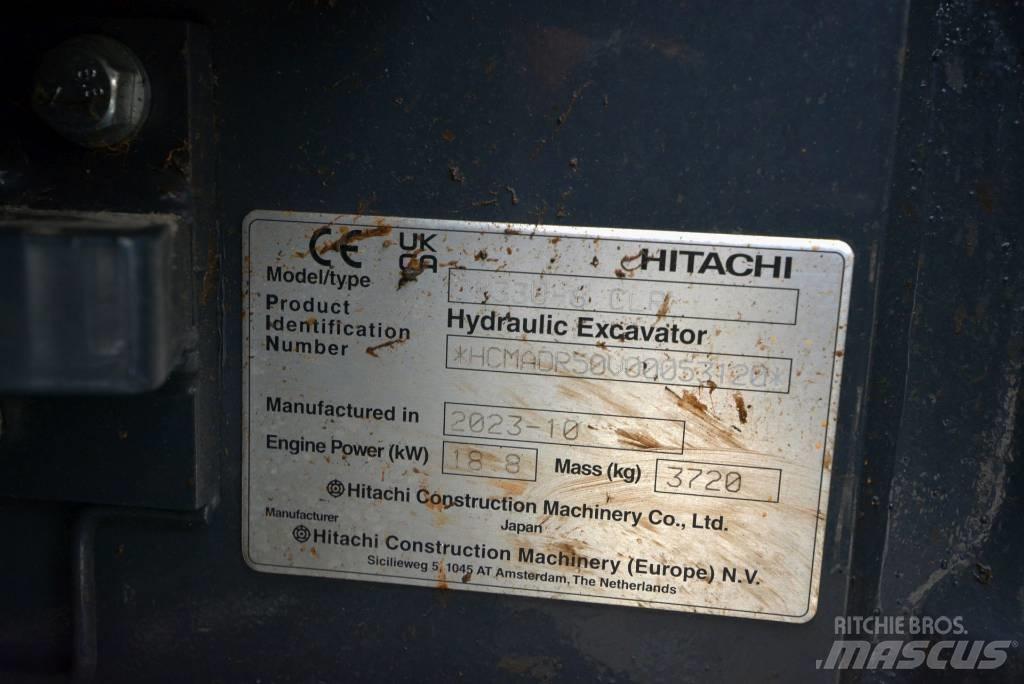 CE UK CA HITACHI
Model/type CLR
Product Identification Number
Hydraulic Excavator
*HCMADR50V00053120*
Manufactured in 2023-10
Engine Power (kW) 18.8 Mass (kg) 3720
Hitachi Construction Machinery Co., Ltd.
Japan
Manufacturer
Hitachi Construction Machinery (Europe) N.V.
Sicilieweg 5, 1045 AT Amsterdam, The Netherlands
RITCHIE BROS.
MASCUS